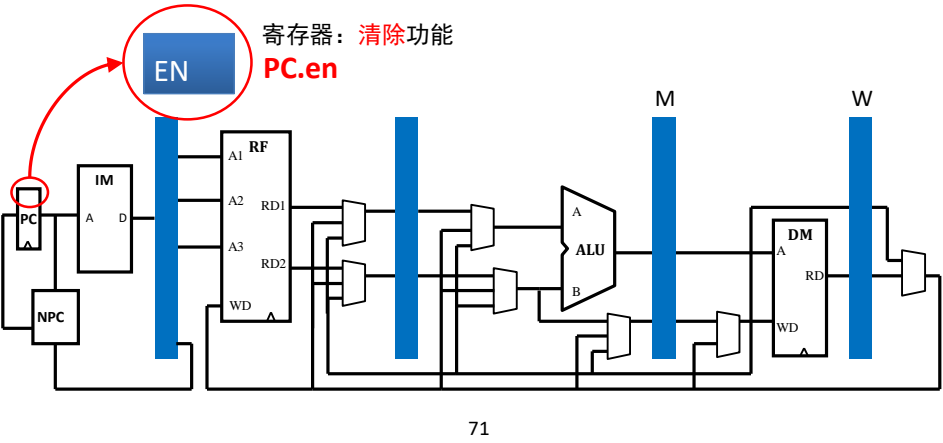 寄存器：清除功能
EN
PC.en
M
W
RF
A1
IM
A2
RD1
A
D
PC
A
A3
ALU
DM
A
RD2
RD
B
WD
NPC
WD
71